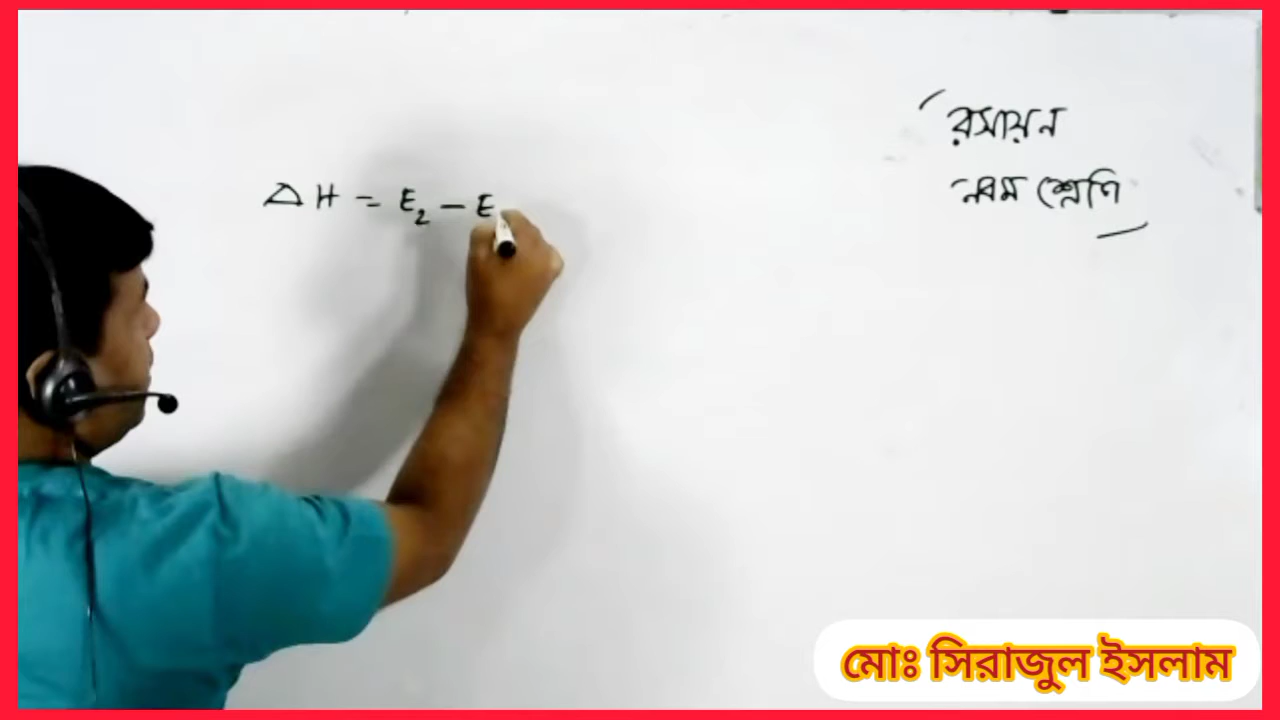 রসায়ন
নবম শ্রেণি
ΔH = E₂ − E
মোঃ সিরাজুল ইসলাম